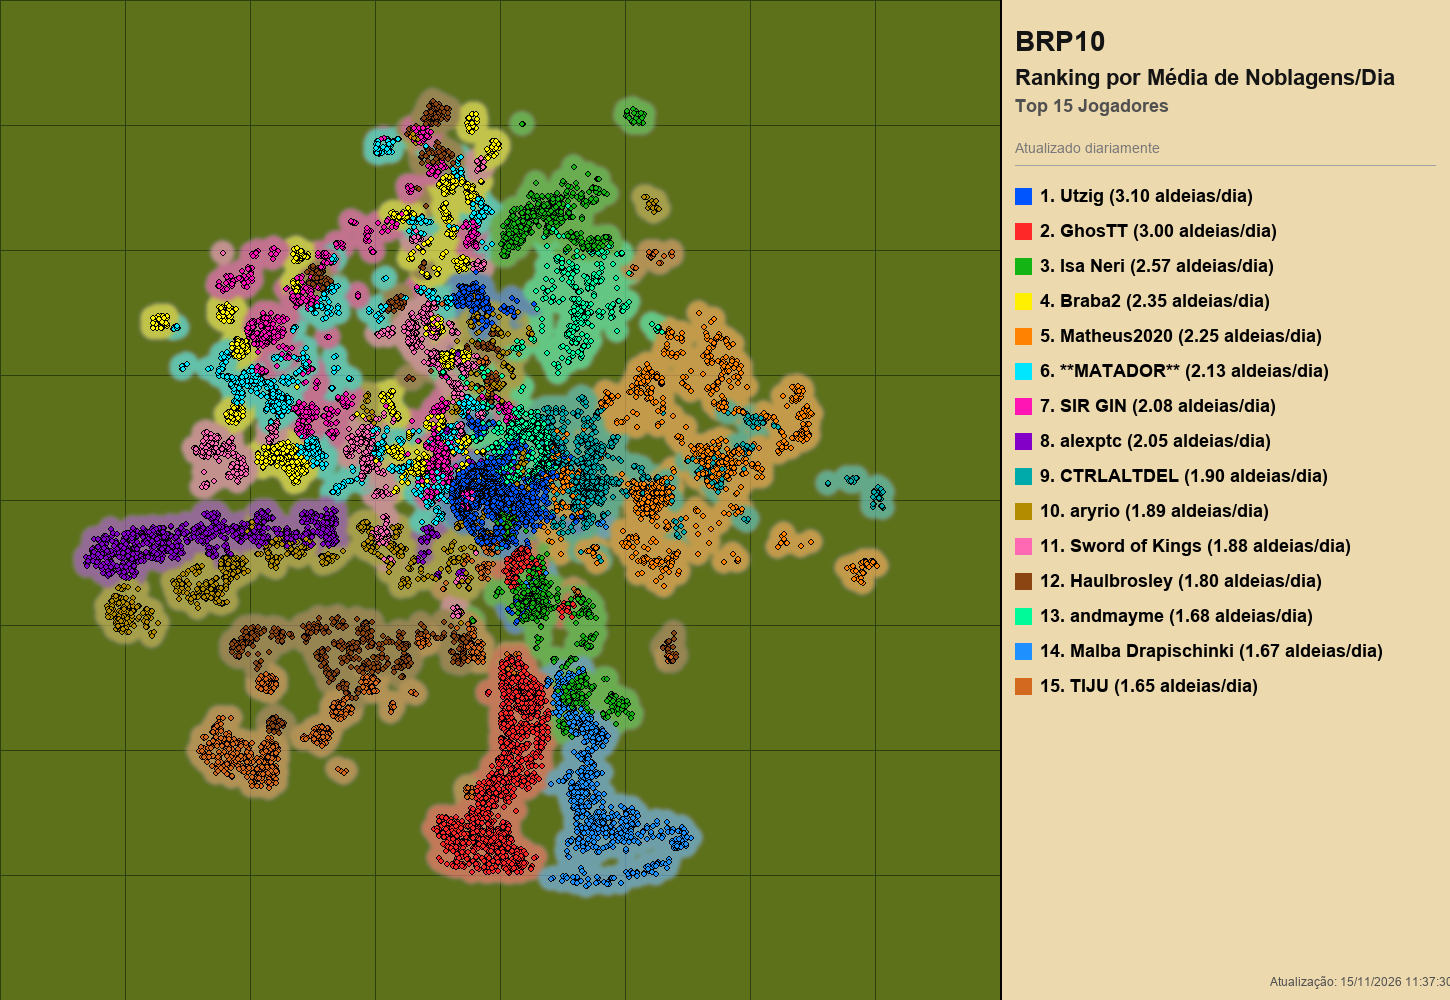 BRP10
Ranking por Média de Noblagens/Dia
Top 15 Jogadores
Atualizado diariamente
1. Utzig (3.10 aldeias/dia)
2. GhosTT (3.00 aldeias/dia)
3. Isa Neri (2.57 aldeias/dia)
4. Braba2 (2.35 aldeias/dia)
5. Matheus2020 (2.25 aldeias/dia)
6. **MATADOR** (2.13 aldeias/dia)
7. SIR GIN (2.08 aldeias/dia)
8. alexptc (2.05 aldeias/dia)
9. CTRLALTDEL (1.90 aldeias/dia)
10. aryrio (1.89 aldeias/dia)
11. Sword of Kings (1.88 aldeias/dia)
12. Haulbrosley (1.80 aldeias/dia)
13. andmayme (1.68 aldeias/dia)
14. Malba Drapischinki (1.67 aldeias/dia)
15. TIJU (1.65 aldeias/dia)
Atualização: 15/11/2026 11:37:30